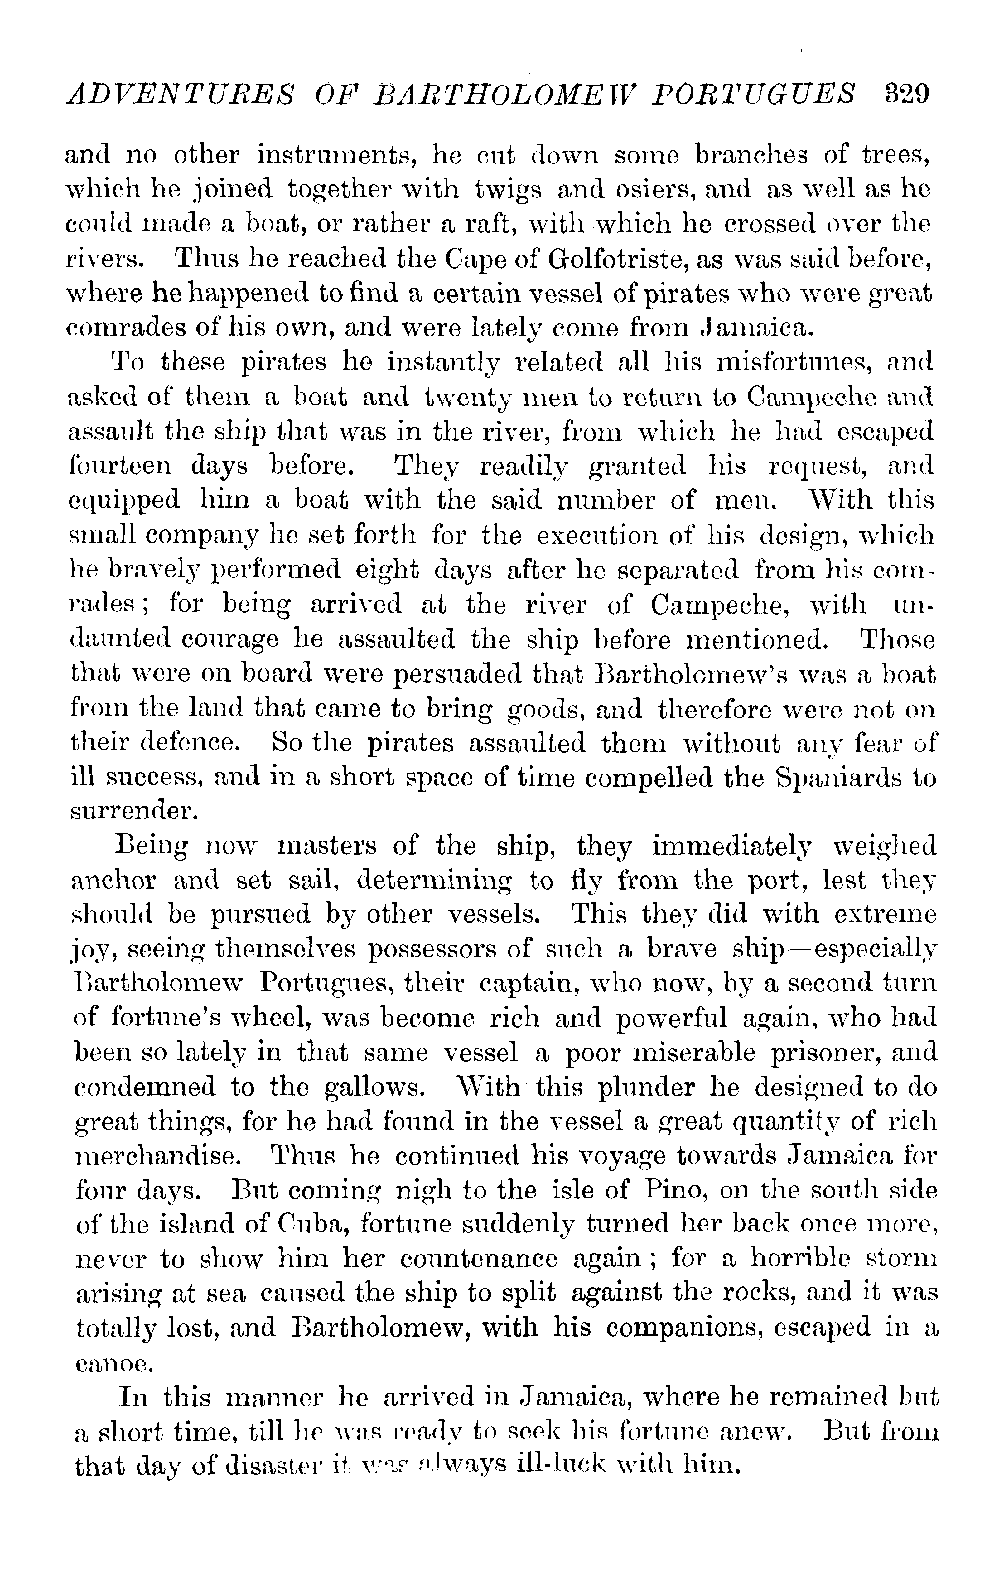 ADVENTURES OF BARTHOLOMEW PORTUGUES 329
and no other instruments, he cut down some branches of trees,
which he joined together with twigs and osiers, and as well as he
could made a boat, or rather a raft, with which he crossed over the
rivers. Thus he reached the Cape of Golfotriste, as was said before,
where he happened to find a certain vessel of pirates who were great
comrades of his own, and were lately come from Jamaica.
To these pirates he instantly related all his misfortunes, and
asked of them a boat and twenty men to return to Campeche and
assault the ship that was in the river, from which he had escaped
fourteen days before. They readily granted his request, and
equipped him a boat with the said number of men. With this
small company he set forth for the execution of his design, which
he bravely performed eight days after he separated from his com-
rades; for being arrived at the river of Campeche, with un-
daunted courage he assaulted the ship before mentioned. Those
that were on board were persuaded that Bartholomew's was a boat
from the land that came to bring goods, and therefore were not on
their defence. So the pirates assaulted them without any fear of
ill success, and in a short space of time compelled the Spaniards to
surrender.
Being now masters of the ship, they immediately weighed
anchor and set sail, determining to fly from the port, lest they
should be pursued by other vessels. This they did with extreme
joy, seeing themselves possessors of such a brave ship—especially
Bartholomew Portugues, their captain, who now, by a second turn
of fortune's wheel, was become rich and powerful again, who had
been so lately in that same vessel a poor miserable prisoner, and
condemned to the gallows. With this plunder he designed to do
great things, for he had found in the vessel a great quantity of rich
merchandise. Thus he continued his voyage towards Jamaica for
four days. But coming nigh to the isle of Pino, on the south side
of the island of Cuba, fortune suddenly turned her back once more,
never to show him her countenance again; for a horrible storm
arising at sea caused the ship to split against the rocks, and it was
totally lost, and Bartholomew, with his companions, escaped in a
canoe.
In this manner he arrived in Jamaica, where he remained but
a short time, till he was ready to seek his fortune anew. But from
that day of disaster it was always ill-luck with him.